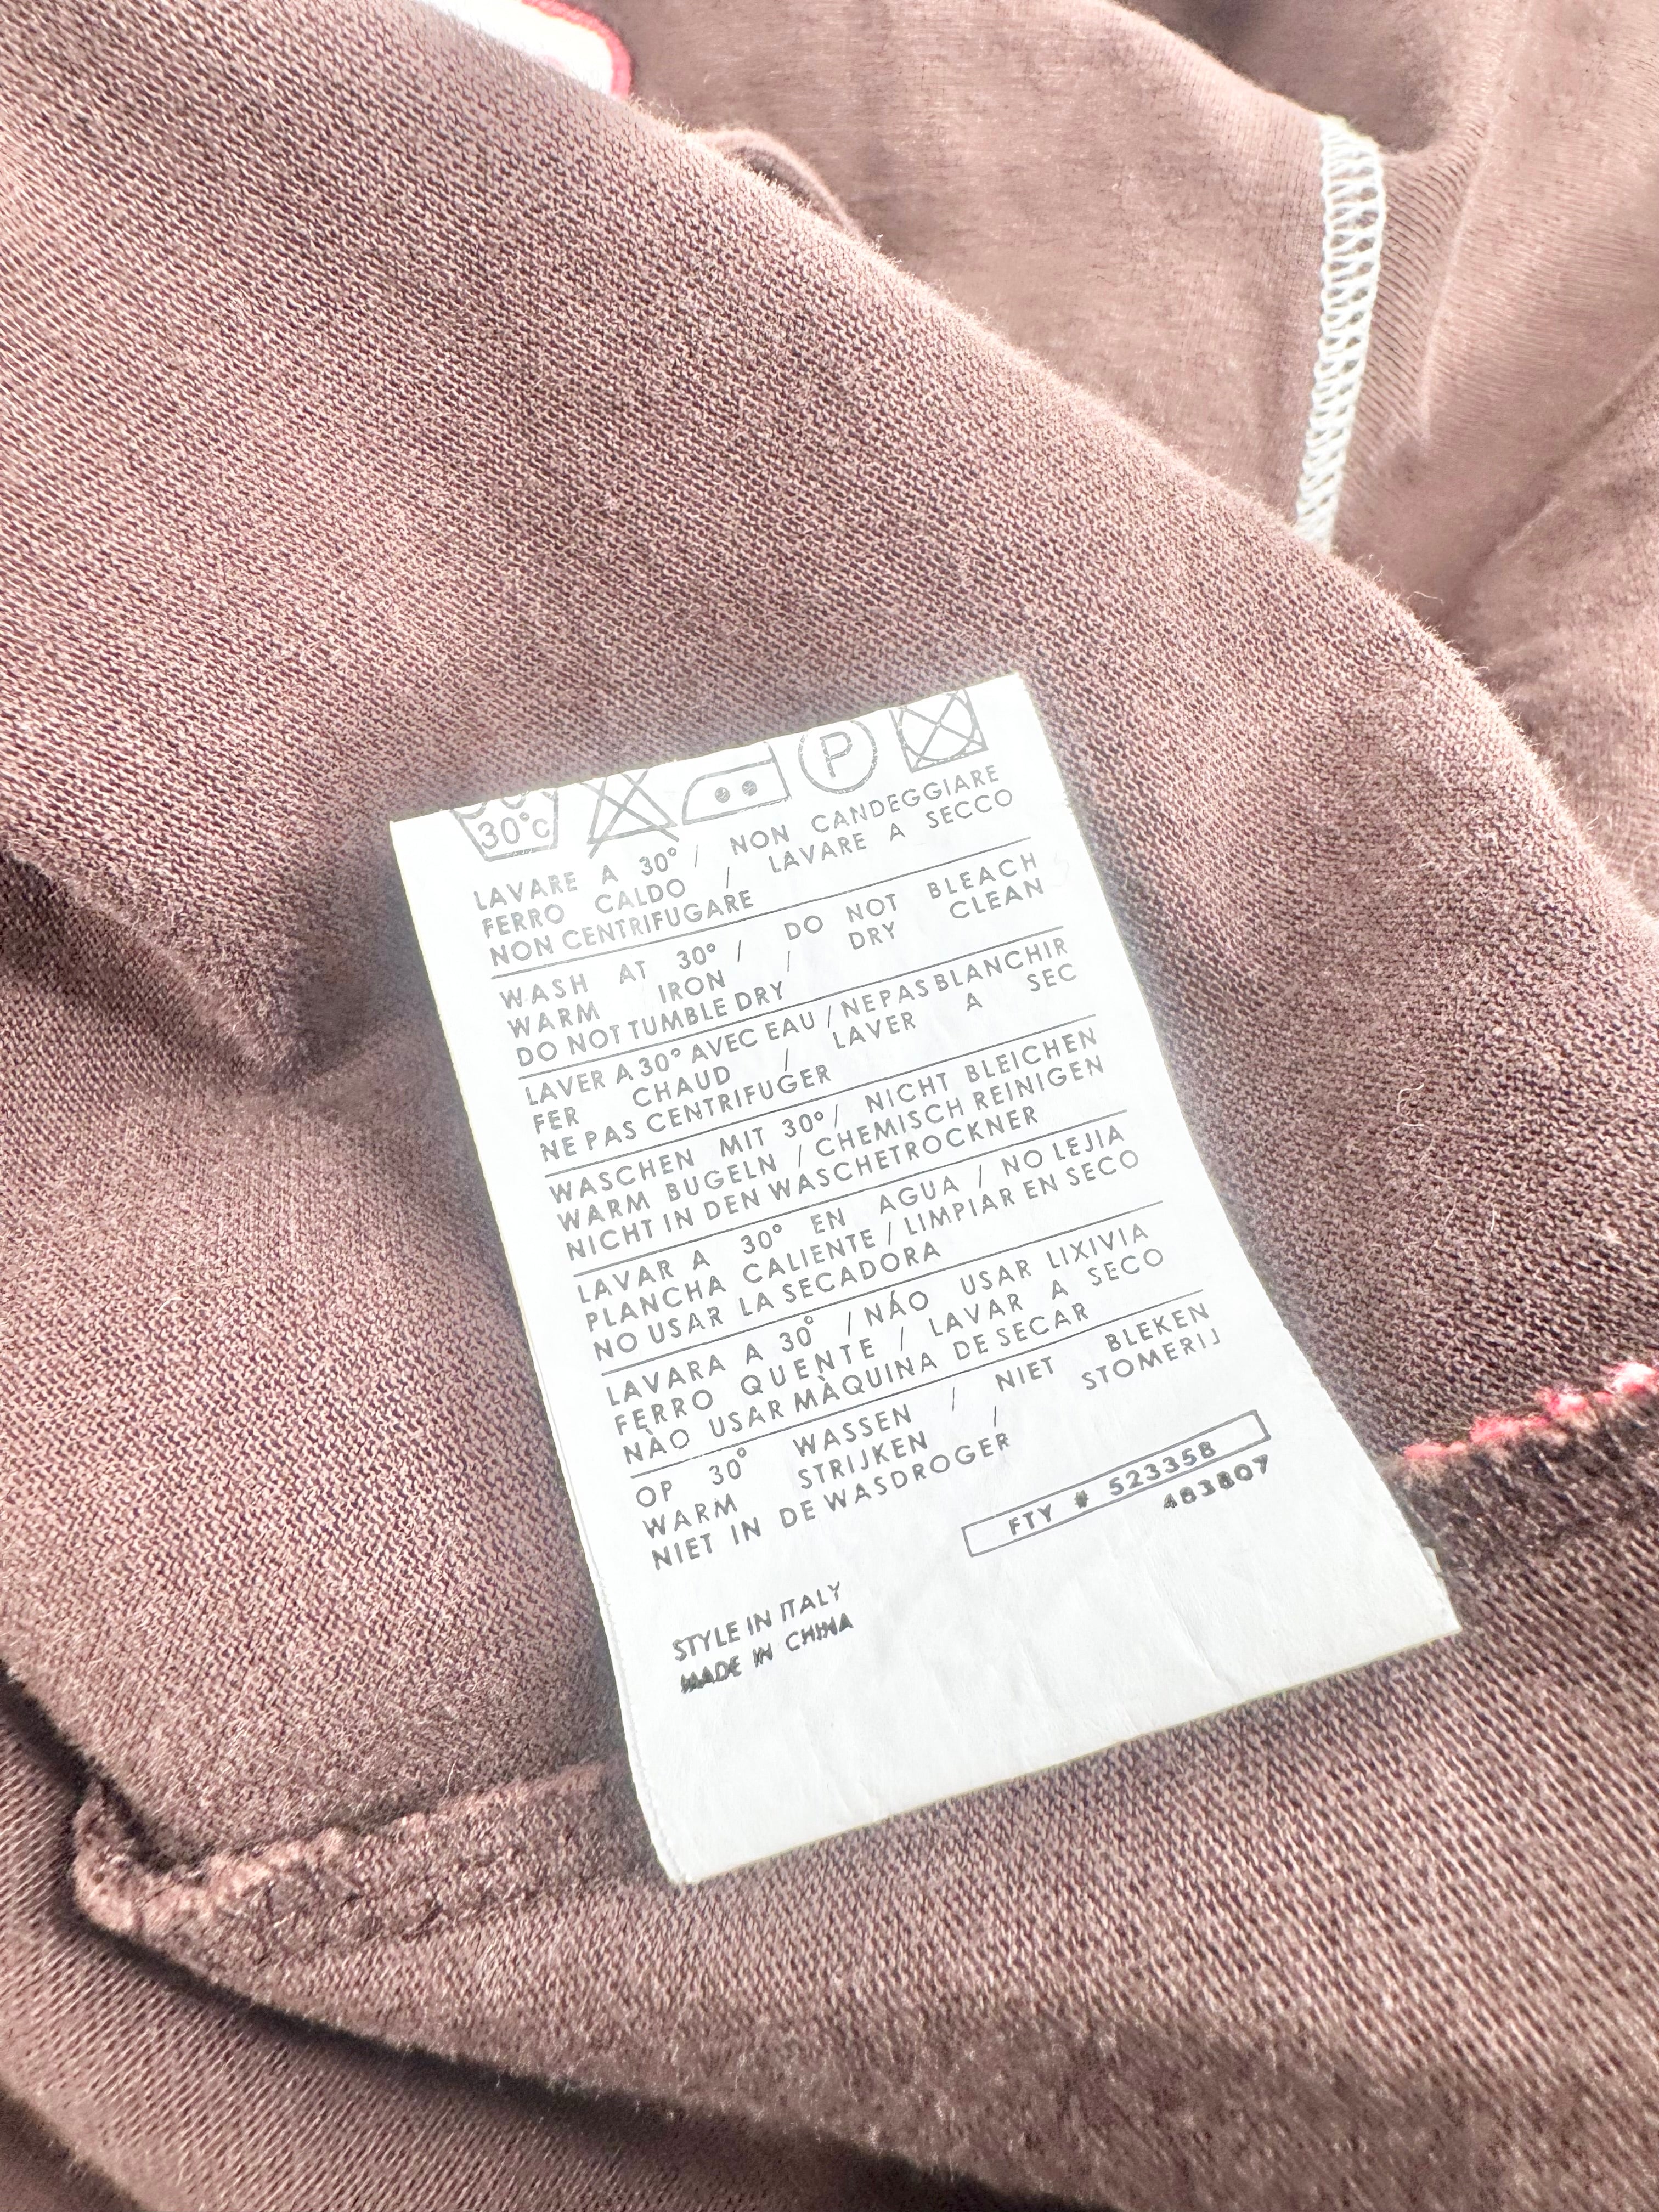 30°C
P
LAVARE A 30° / NON CANDEGGIARE
FERRO CALDO / LAVARE A SECCO
NON CENTRIFUGARE
WASH AT 30° / DO NOT BLEACH
WARM IRON / DRY CLEAN
DO NOT TUMBLE DRY
LAVER A 30° AVEC EAU / NE PAS BLANCHIR
FER CHAUD / LAVER A SEC
NE PAS CENTRIFUGER
WASCHEN MIT 30° / NICHT BLEICHEN
WARM BUGELN / CHEMISCH REINIGEN
NICHT IN DEN WASCHETROCKNER
LAVAR A 30° EN AGUA / NO LEJIA
PLANCHA CALIENTE / LIMPIAR EN SECO
NO USAR LA SECADORA
LAVARA A 30° / NÁO USAR LIXIVIA
FERRO QUENTE / LAVAR A SECO
NÀO USAR MÀQUINA DE SECAR
OP 30° WASSEN / NIET BLEKEN
WARM STRIJKEN / STOMERIJ
NIET IN DE WASDROGER
FTY # 523358
483807
STYLE IN ITALY
MADE IN CHINA